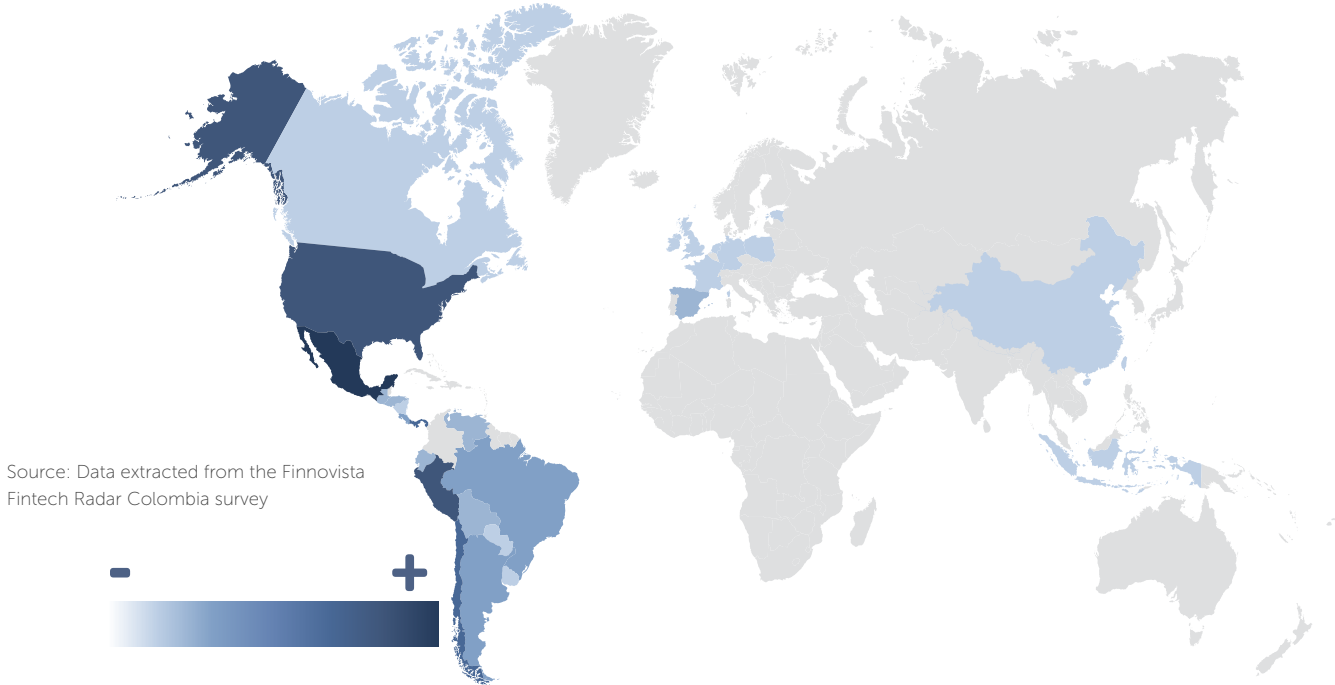 Source: Data extracted from the Finnovista
Fintech Radar Colombia survey
- +